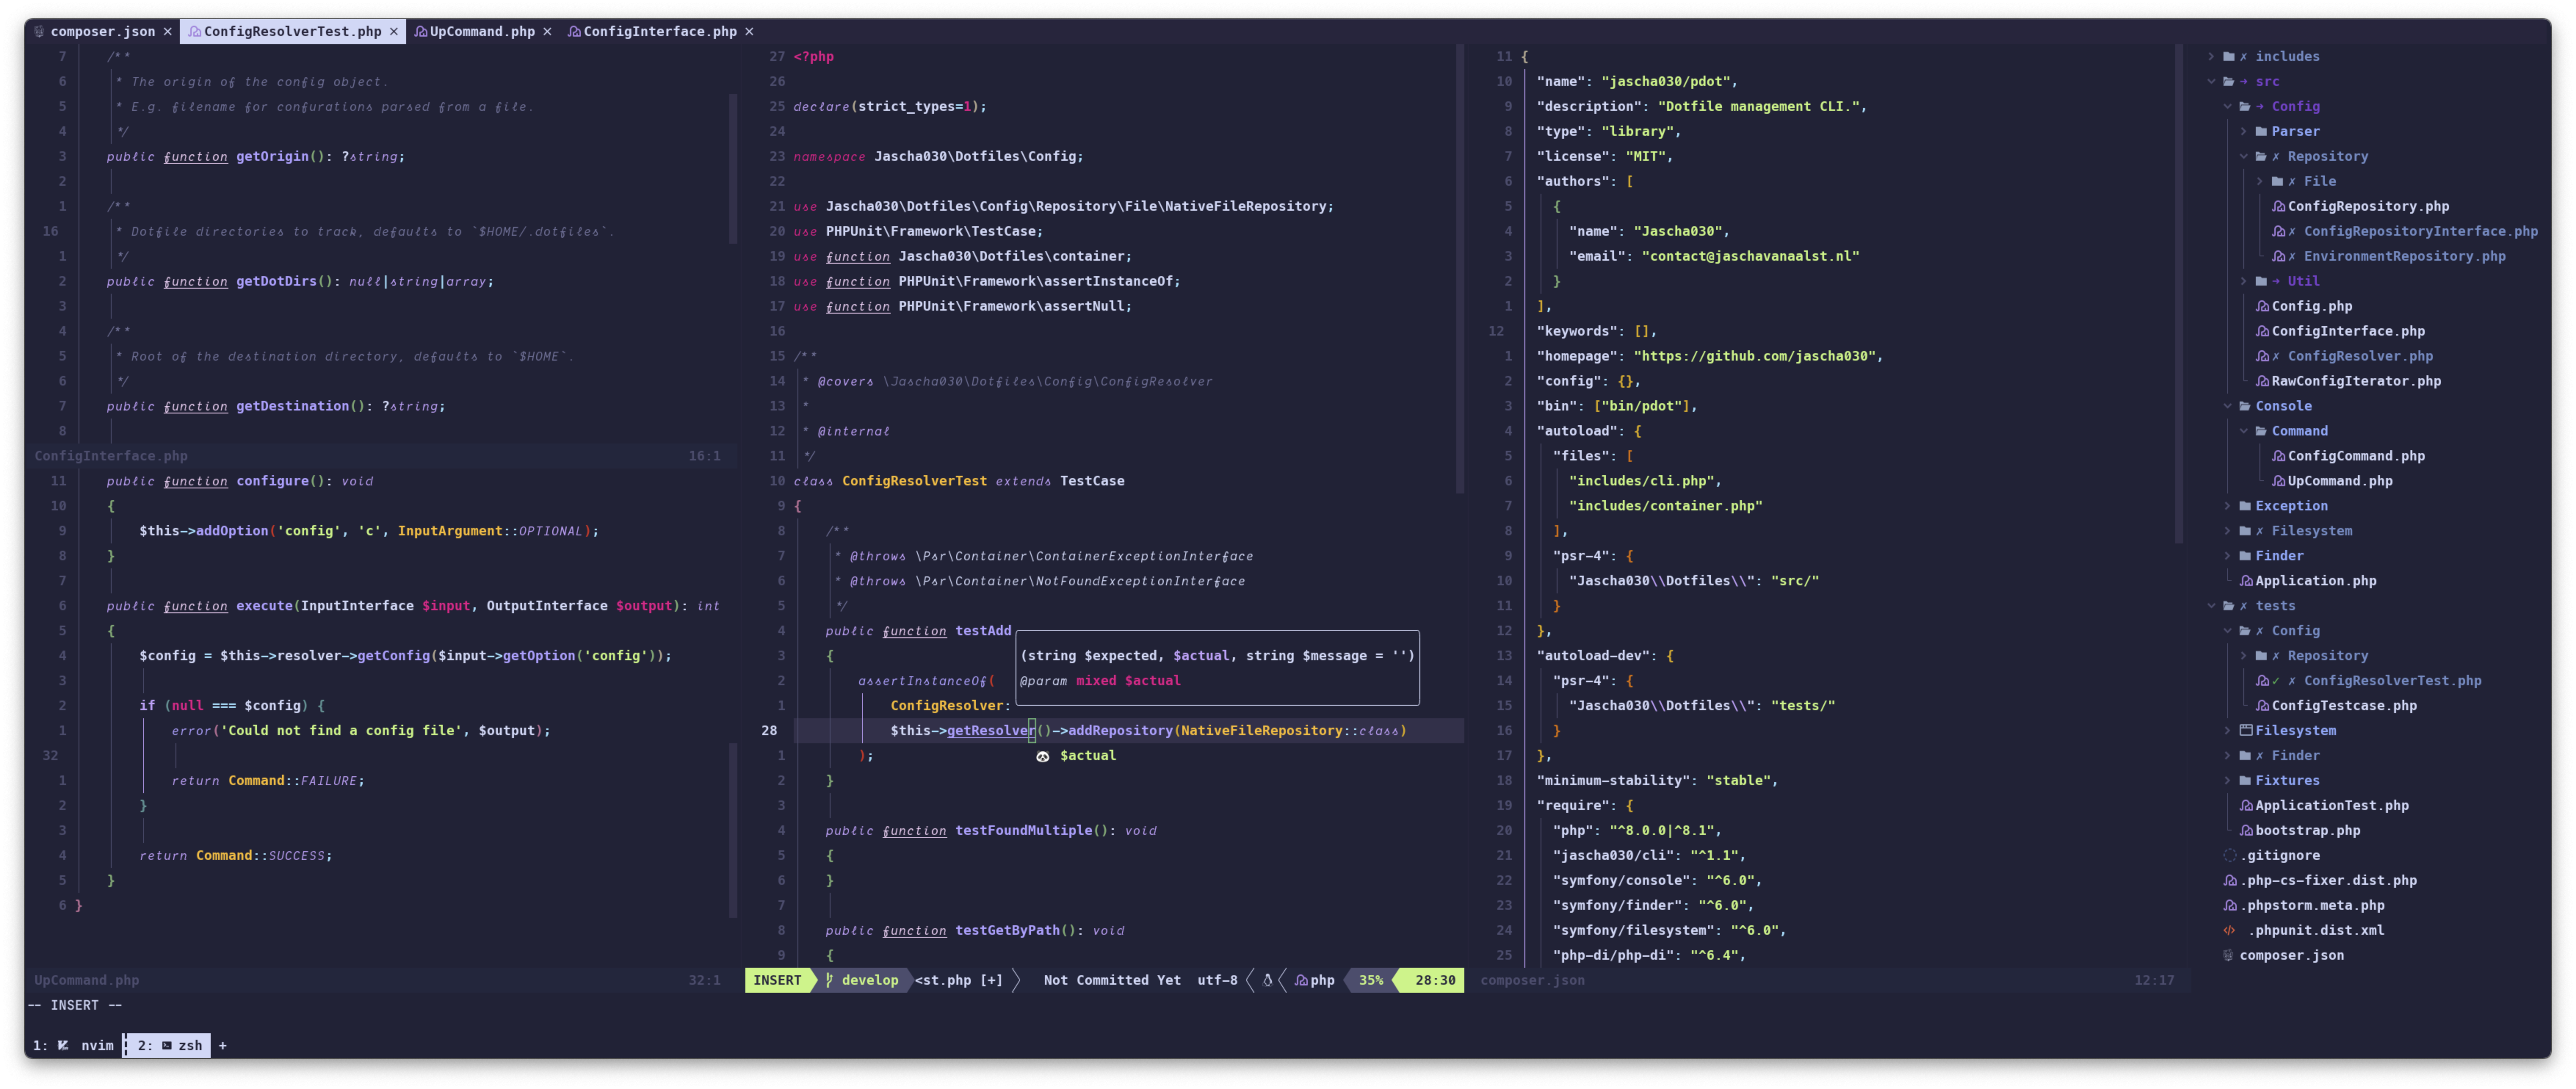 composer.json × ConfigResolverTest.php × UpCommand.php × ConfigInterface.php ×
7 /**
6 * The origin of the config object.
5 * E.g. filename for confurations parsed from a file.
4 */
3 public function getOrigin(): ?string;
2
1 /**
16 * Dotfile directories to track, defaults to `$HOME/.dotfiles`.
1 */
2 public function getDotDirs(): null|string|array;
3
4 /**
5 * Root of the destination directory, defaults to `$HOME`.
6 */
7 public function getDestination(): ?string;
8
ConfigInterface.php 16:1
11 public function configure(): void
10 {
9 $this->addOption('config', 'c', InputArgument::OPTIONAL);
8 }
7
6 public function execute(InputInterface $input, OutputInterface $output): int
5 {
4 $config = $this->resolver->getConfig($input->getOption('config'));
3
2 if (null === $config) {
1 error('Could not find a config file', $output);
32
1 return Command::FAILURE;
2 }
3
4 return Command::SUCCESS;
5 }
6 }
UpCommand.php 32:1
27 <?php
26
25 declare(strict_types=1);
24
23 namespace Jascha030\Dotfiles\Config;
22
21 use Jascha030\Dotfiles\Config\Repository\File\NativeFileRepository;
20 use PHPUnit\Framework\TestCase;
19 use function Jascha030\Dotfiles\container;
18 use function PHPUnit\Framework\assertInstanceOf;
17 use function PHPUnit\Framework\assertNull;
16
15 /**
14 * @covers \Jascha030\Dotfiles\Config\ConfigResolver
13 *
12 * @internal
11 */
10 class ConfigResolverTest extends TestCase
9 {
8 /**
7 * @throws \Psr\Container\ContainerExceptionInterface
6 * @throws \Psr\Container\NotFoundExceptionInterface
5 */
4 public function testAdd
3 { (string $expected, $actual, string $message = '')
2 assertInstanceOf( @param mixed $actual
1 ConfigResolver:
28 $this->getResolver()->addRepository(NativeFileRepository::class)
1 ); 🐼 $actual
2 }
3
4 public function testFoundMultiple(): void
5 {
6 }
7
8 public function testGetByPath(): void
9 {
INSERT develop <st.php [+] Not Committed Yet utf-8 php 35% 28:30
11 {
10 "name": "jascha030/pdot",
9 "description": "Dotfile management CLI.",
8 "type": "library",
7 "license": "MIT",
6 "authors": [
5 {
4 "name": "Jascha030",
3 "email": "contact@jaschavanaalst.nl"
2 }
1 ],
12 "keywords": [],
1 "homepage": "https://github.com/jascha030",
2 "config": {},
3 "bin": ["bin/pdot"],
4 "autoload": {
5 "files": [
6 "includes/cli.php",
7 "includes/container.php"
8 ],
9 "psr-4": {
10 "Jascha030\\Dotfiles\\": "src/"
11 }
12 },
13 "autoload-dev": {
14 "psr-4": {
15 "Jascha030\\Dotfiles\\": "tests/"
16 }
17 },
18 "minimum-stability": "stable",
19 "require": {
20 "php": "^8.0.0|^8.1",
21 "jascha030/cli": "^1.1",
22 "symfony/console": "^6.0",
23 "symfony/finder": "^6.0",
24 "symfony/filesystem": "^6.0",
25 "php-di/php-di": "^6.4",
composer.json 12:17
> ✗ includes
➜ src
➜ Config
> Parser
✗ Repository
> ✗ File
ConfigRepository.php
✗ ConfigRepositoryInterface.php
✗ EnvironmentRepository.php
> ➜ Util
Config.php
ConfigInterface.php
✗ ConfigResolver.php
RawConfigIterator.php
Console
Command
ConfigCommand.php
UpCommand.php
> Exception
> ✗ Filesystem
> Finder
Application.php
✗ tests
✗ Config
> ✗ Repository
✓ ✗ ConfigResolverTest.php
ConfigTestcase.php
> Filesystem
> ✗ Finder
> Fixtures
ApplicationTest.php
bootstrap.php
.gitignore
.php-cs-fixer.dist.php
.phpstorm.meta.php
.phpunit.dist.xml
composer.json
-- INSERT --
1: nvim 2: zsh +